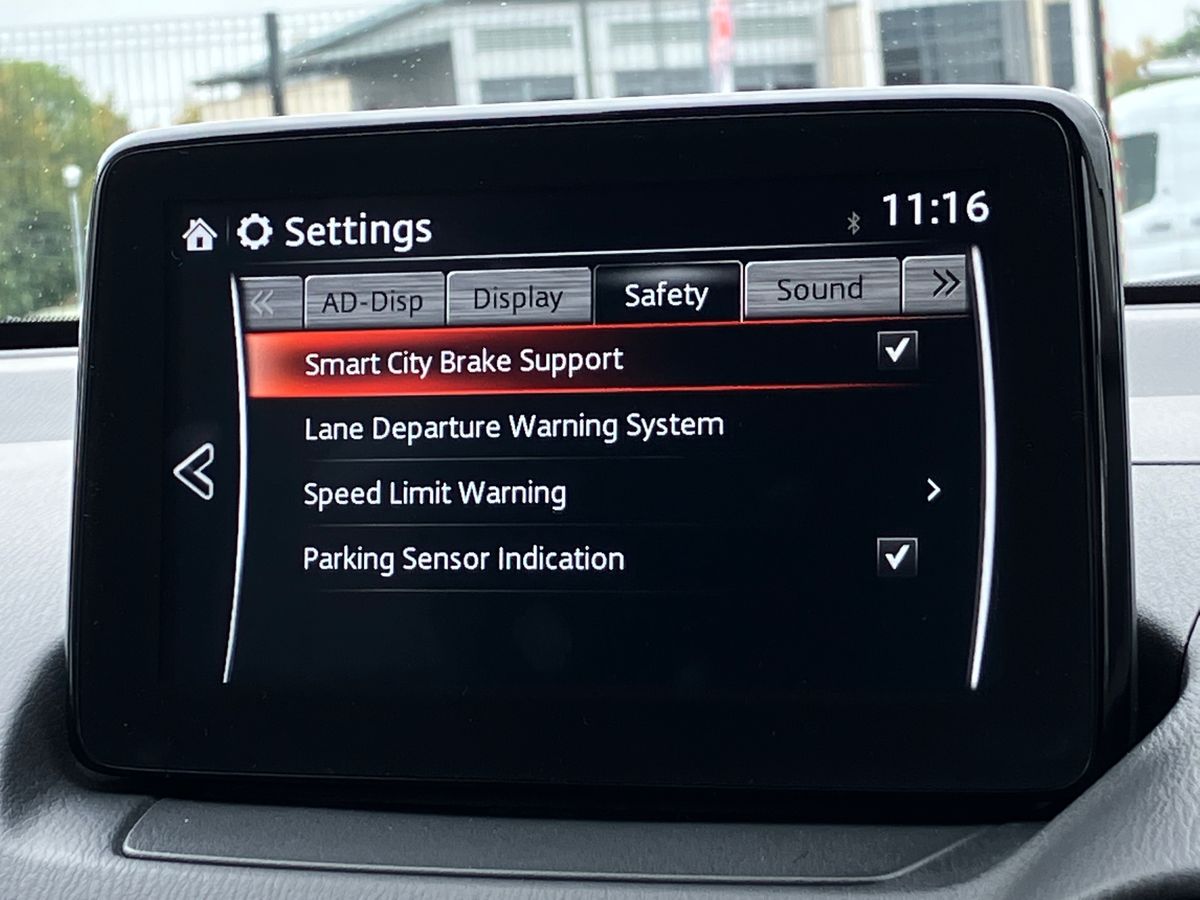 Settings
11:16
AD-Disp Display Safety Sound
Smart City Brake Support
Lane Departure Warning System
Speed Limit Warning
Parking Sensor Indication